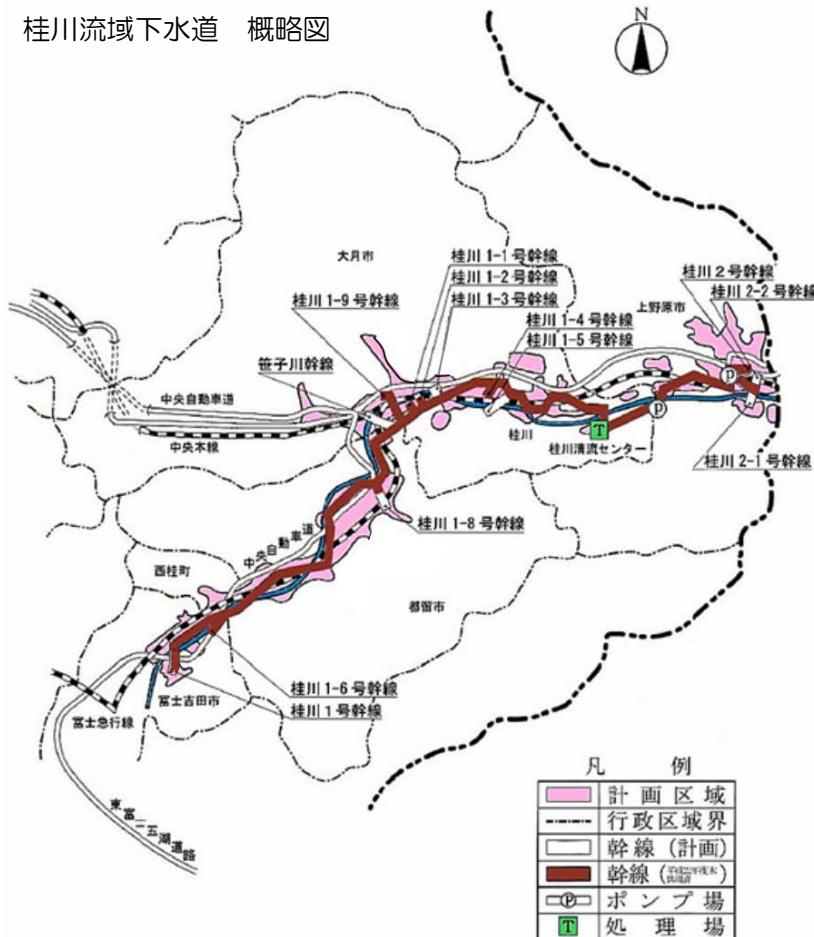 桂川流域下水道 概略図
N
大月市
桂川 1-1 号幹線
桂川 1-2 号幹線
桂川 1-3 号幹線
桂川 1-9 号幹線
桂川 1-4 号幹線
桂川 1-5 号幹線
笹子川幹線
桂川 2号幹線
桂川 2-2 号幹線
上野原市
P
P
中央自動車道
中央本線
桂川
T
桂川清流センター
桂川 2-1 号幹線
桂川 1-8 号幹線
中央自動車道
西桂町
都留市
桂川 1-6 号幹線
桂川 1 号幹線
富士吉田市
富士急行線
東富士五湖道路
凡 例
計画区域
行政区域界
幹線 (計画)
幹線
P ポンプ場
T 処理場